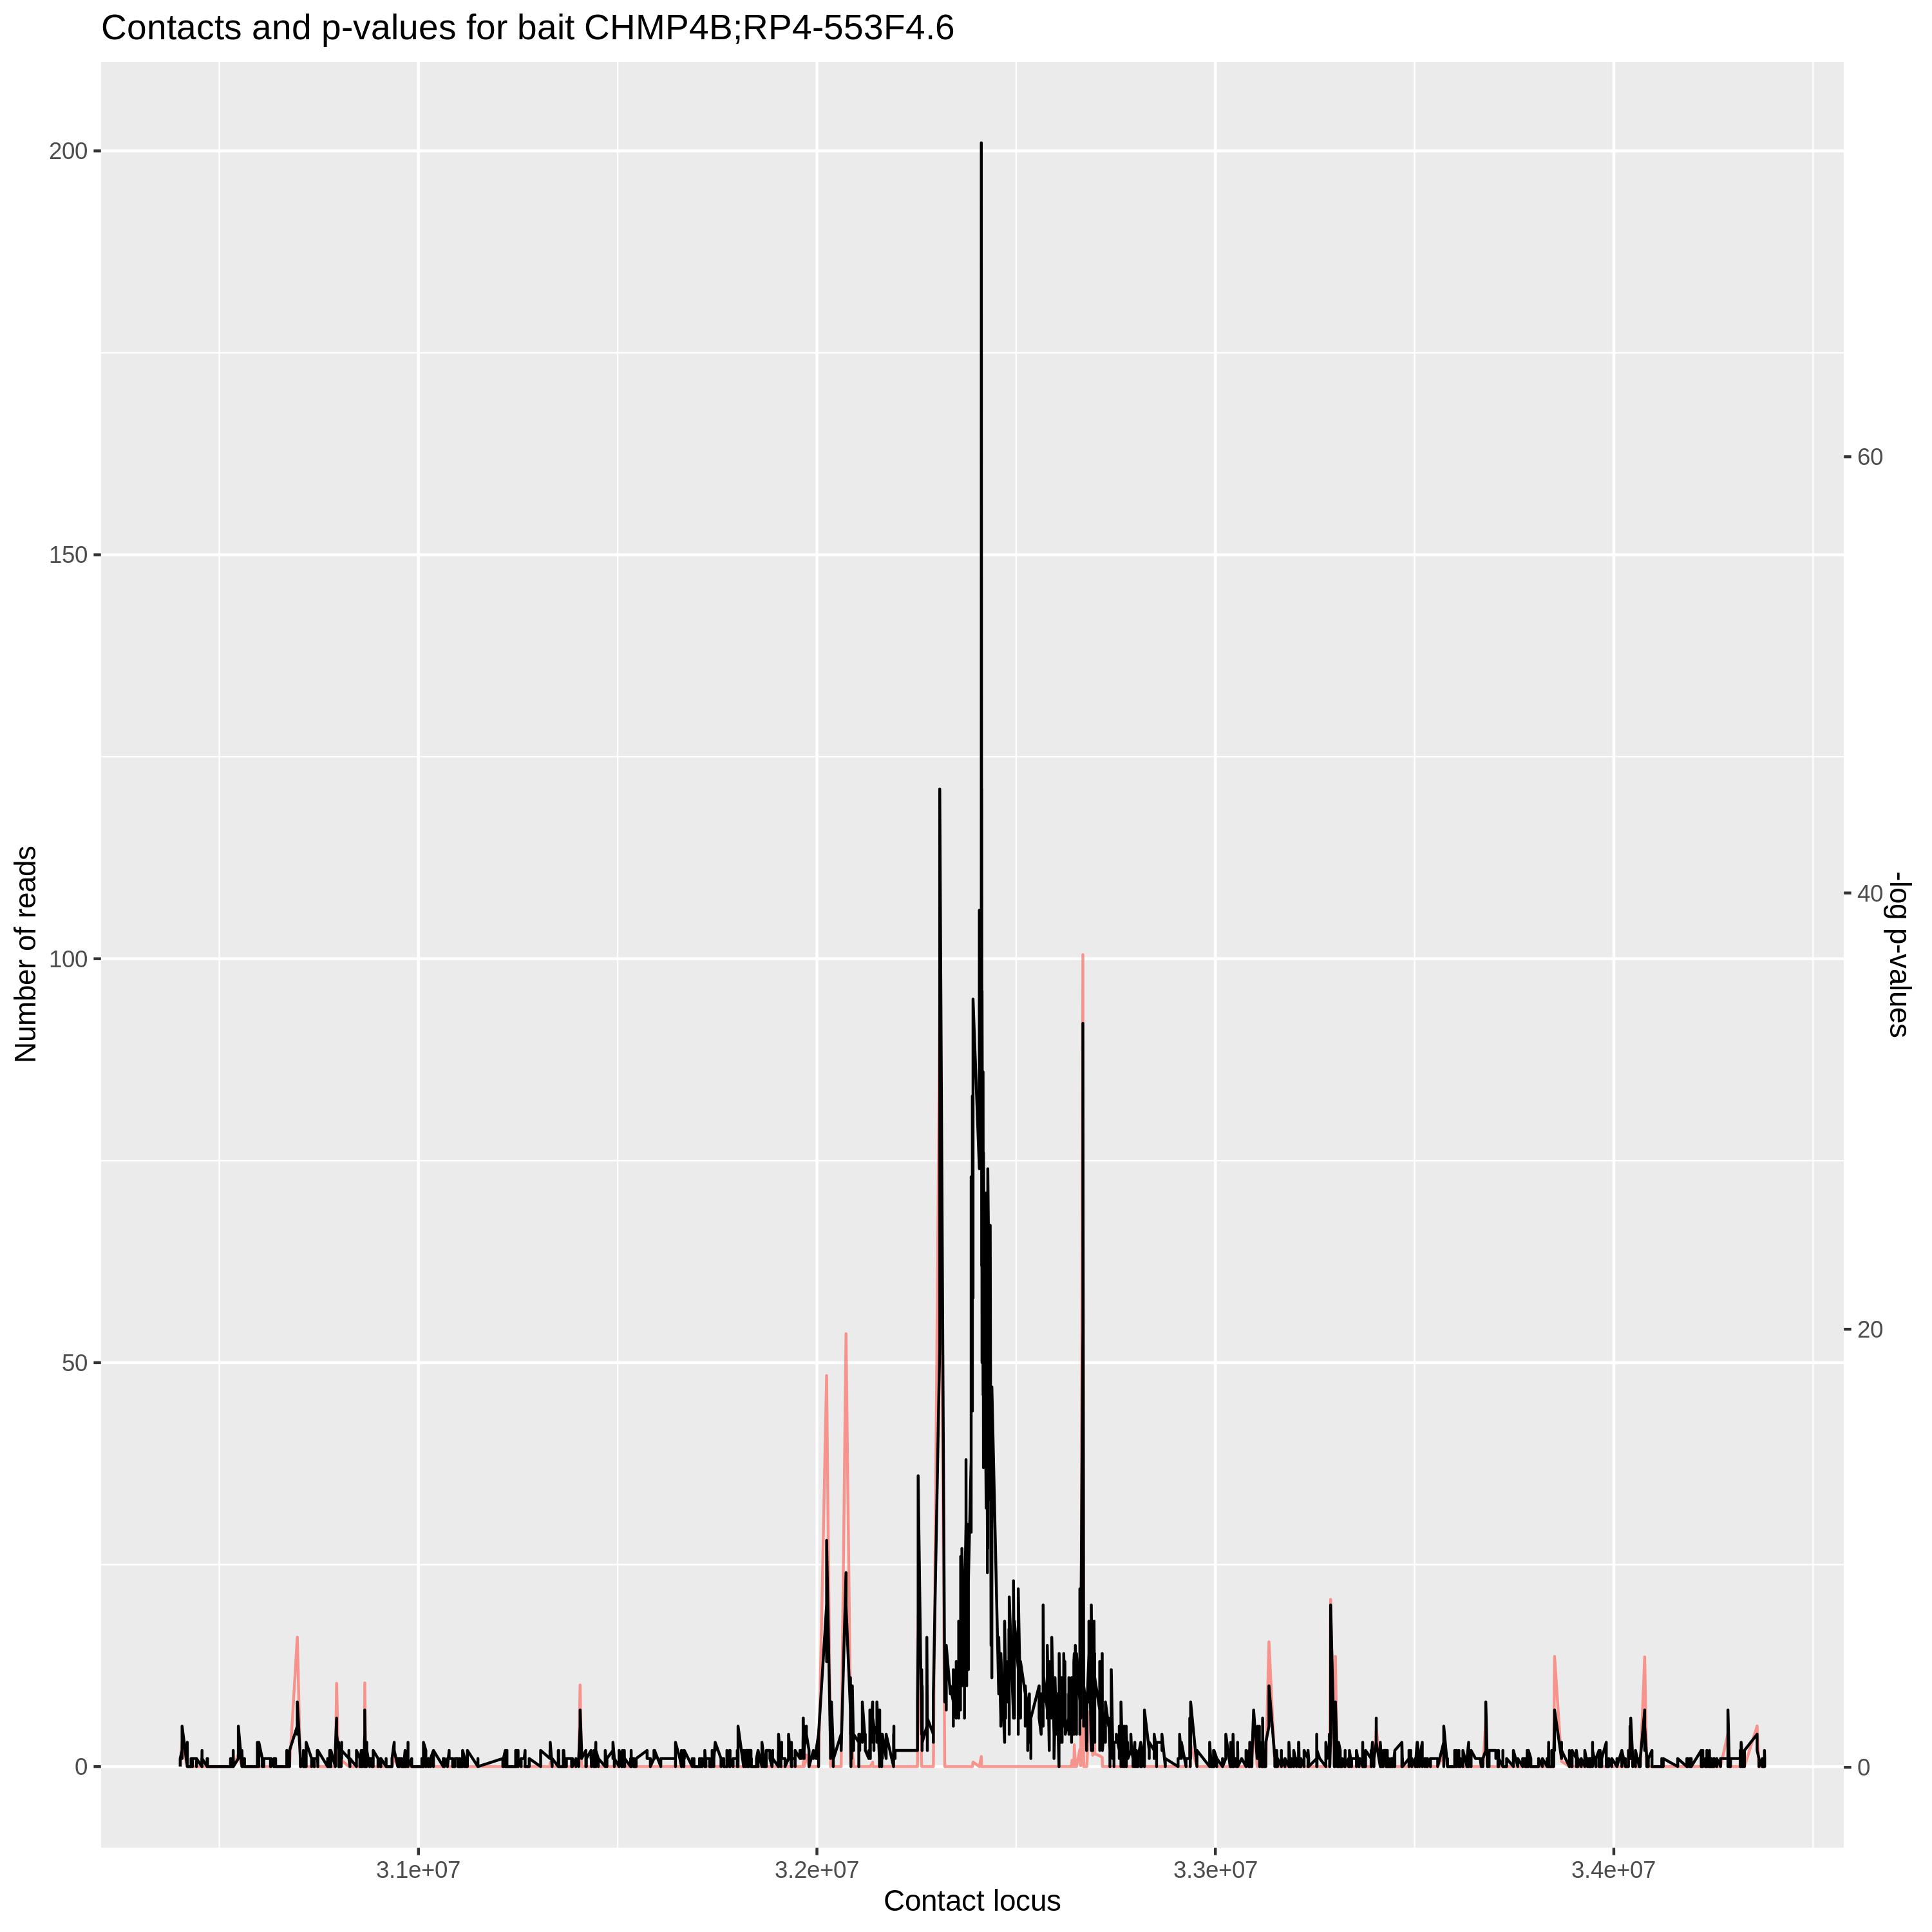 Contacts and p-values for bait CHMP4B;RP4-553F4.6
Number of reads
200
150
100
50
0
60
40
20
0
-log p-values
3.1e+07
3.2e+07
3.3e+07
3.4e+07
Contact locus